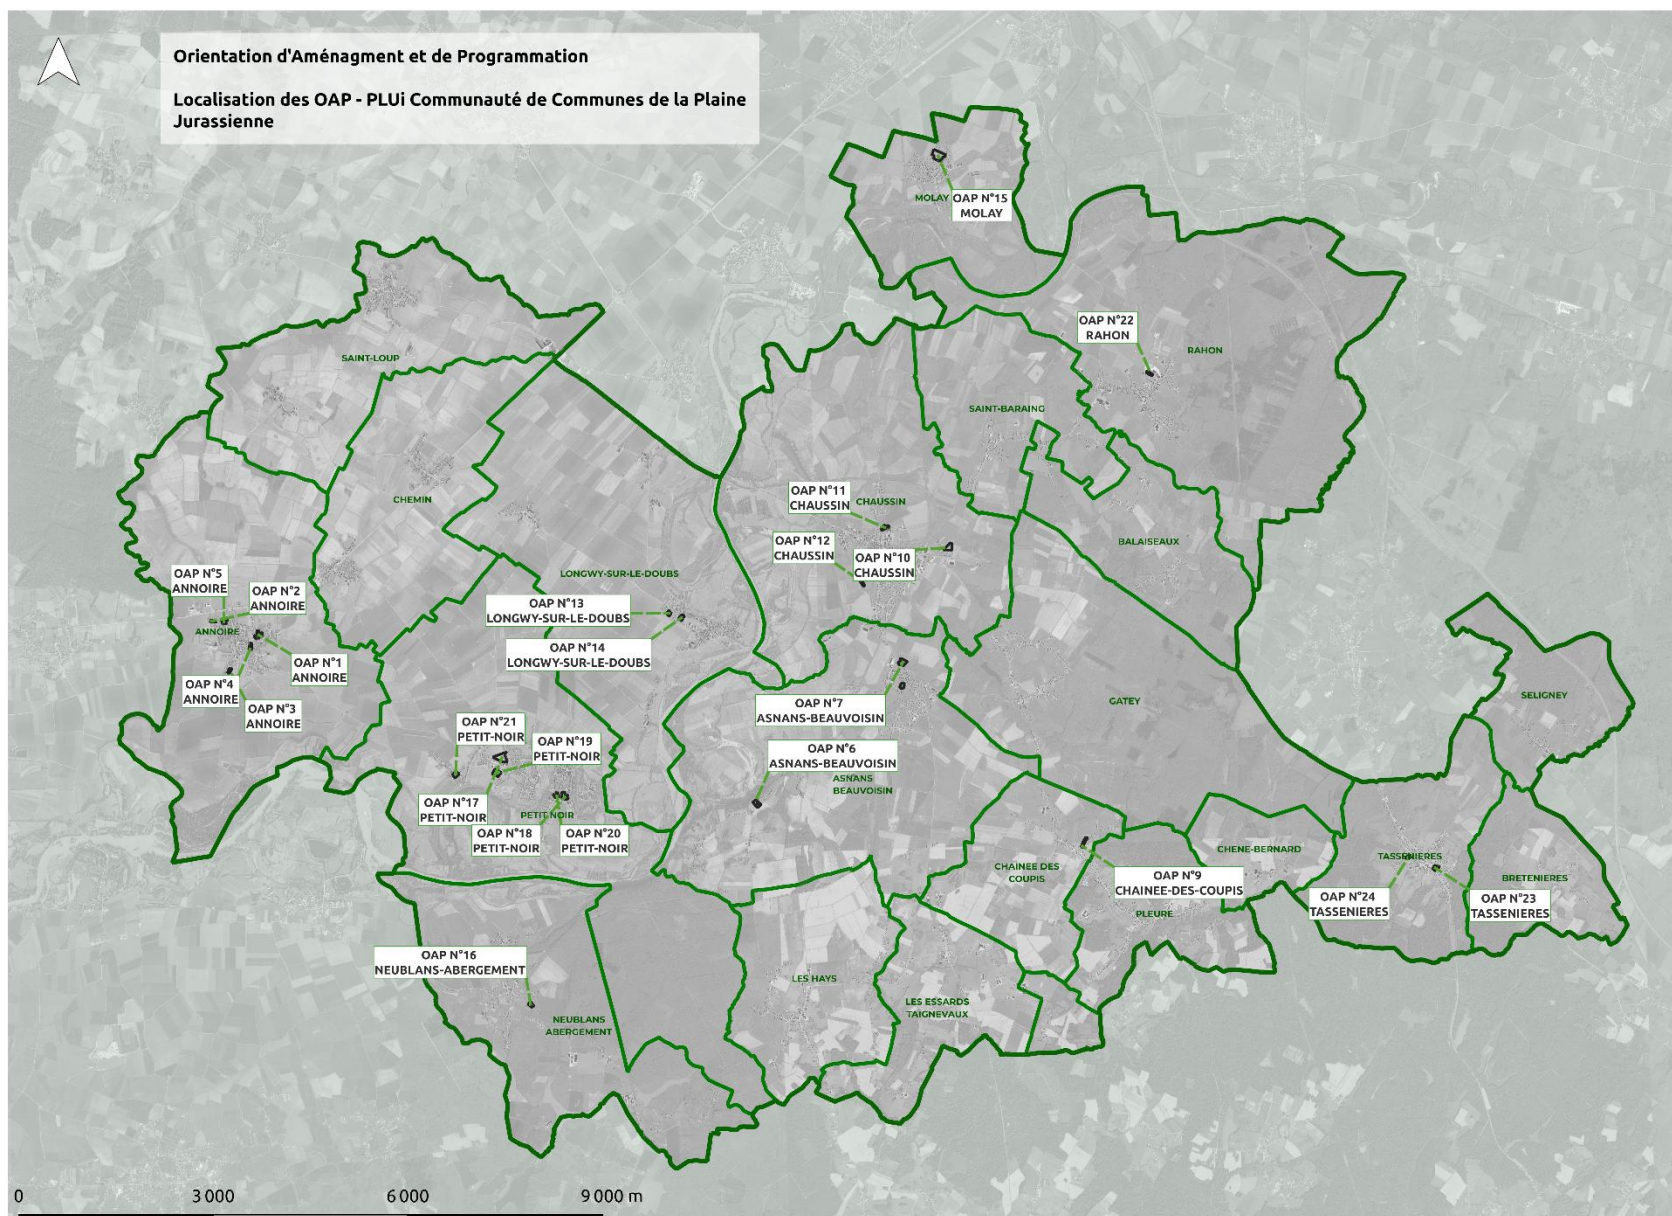 Orientation d'Aménagment et de Programmation
Localisation des OAP - PLUi Communauté de Communes de la Plaine
Jurassienne
MOLAY
OAP N°15
MOLAY
OAP N°22
RAHON
RAHON
SAINT-LOUP
SAINT-BARAING
CHEMIN
OAP N°11
CHAUSSIN
CHAUSSIN
OAP N°12
CHAUSSIN
OAP N°10
CHAUSSIN
BALAISEAUX
LONGWY-SUR-LE-DOUBS
OAP N°5
ANNOIRE
OAP N°2
ANNOIRE
ANNOIRE
OAP N°13
LONGWY-SUR-LE-DOUBS
OAP N°14
LONGWY-SUR-LE-DOUBS
OAP N°1
ANNOIRE
OAP N°4
ANNOIRE
OAP N°3
ANNOIRE
OAP N°7
ASNANS-BEAUVOISIN
GATEY
SELIGNEY
OAP N°21
PETIT-NOIR
OAP N°19
PETIT-NOIR
OAP N°6
ASNANS-BEAUVOISIN
ASNANS
BEAUVOISIN
OAP N°17
PETIT-NOIR
PETIT NOIR
OAP N°18
PETIT-NOIR
OAP N°20
PETIT-NOIR
CHAINEE DES
COUPIS
CHENE-BERNARD
TASSENIERES
BRETENIERES
OAP N°9
CHAINEE-DES-COUPIS
PLEURE
OAP N°24
TASSENIERES
OAP N°23
TASSENIERES
OAP N°16
NEUBLANS-ABERGEMENT
LES HAYS
LES ESSARDS
TAIGNEVAUX
NEUBLANS
ABERGEMENT
0 3 000 6 000 9 000 m